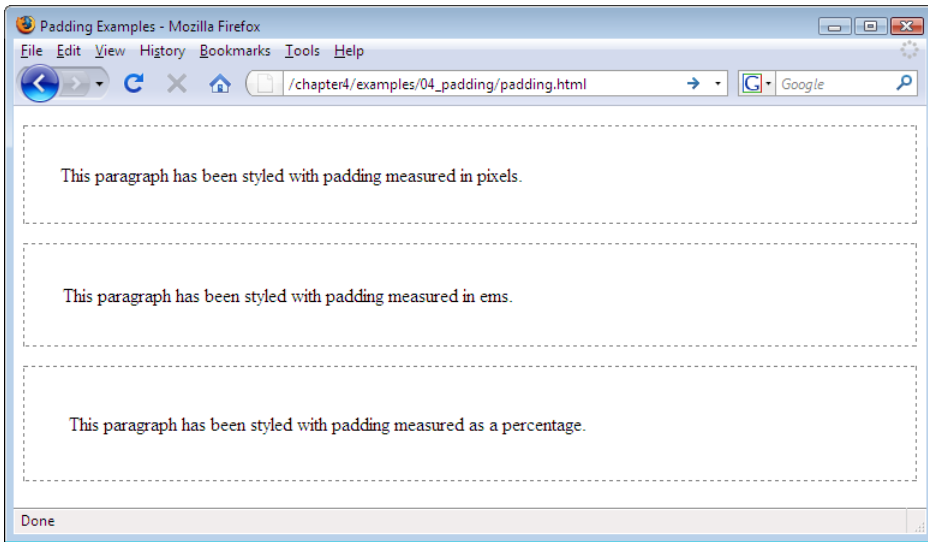 Padding Examples - Mozilla Firefox
File Edit View History Bookmarks Tools Help
/chapter4/examples/04_padding/padding.html
G Google
This paragraph has been styled with padding measured in pixels.
This paragraph has been styled with padding measured in ems.
This paragraph has been styled with padding measured as a percentage.
Done